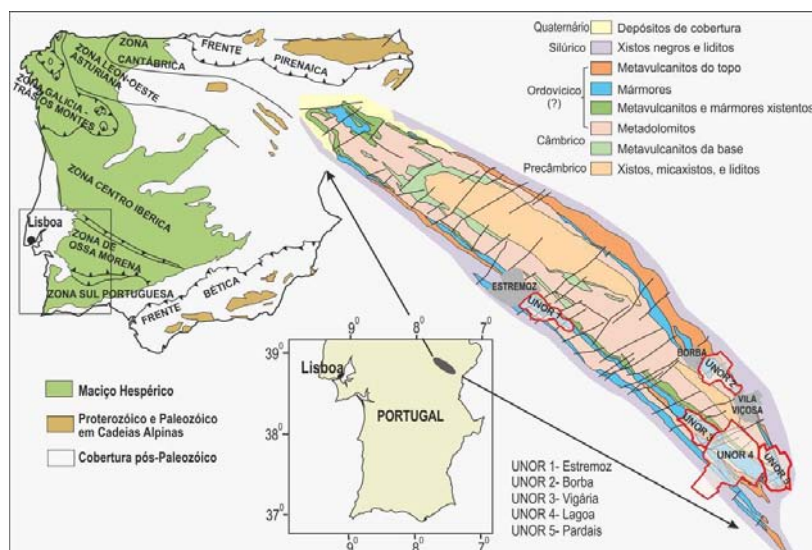 ZONA
CANTÁBRICA
FRENTE
PIRENAICA
ZONA LEON-OESTE
ASTURIANA
ZONA GALICIA -
TRÁS OS MONTES
ZONA CENTRO IBÉRICA
Lisboa
ZONA DE
OSSA MORENA
ZONA SUL PORTUGUESA
FRENTE
BÉTICA
Maciço Hespérico
Proterozóico e Paleozóico
em Cadeias Alpinas
Cobertura pós-Paleozóico
Quaternário
Depósitos de cobertura
Silúrico
Xistos negros e liditos
Metavulcanitos do topo
Ordovícico
(?)
Mármores
Metavulcanitos e mármores xistentos
Metadolomitos
Câmbrico
Metavulcanitos da base
Precâmbrico
Xistos, micaxistos, e liditos
ESTREMOZ
UNOR 1
BORBA
UNOR 2
VILA
VIÇOSA
UNOR 3
UNOR 4
UNOR 5
9° 8° 7°
39°
Lisboa
PORTUGAL
38°
37°
9° 8° 7°
UNOR 1- Estremoz
UNOR 2- Borba
UNOR 3- Vigária
UNOR 4- Lagoa
UNOR 5- Pardais